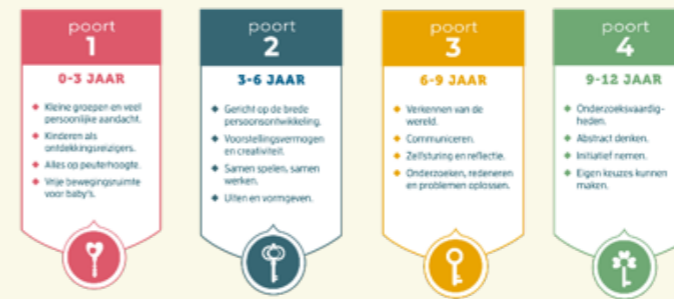 poort
1
0-3 JAAR
Kleine groepen en veel
persoonlijke aandacht.
Kinderen als
ontdekkingsreizigers.
Alles op peuterhoogte.
Vrije bewegingsruimte
voor baby's.
poort
2
3-6 JAAR
Gericht op de brede
persoonsontwikkeling.
Voorstellingsvermogen
en creativiteit.
Samen spelen, samen
werken.
Uiten en vormgeven.
poort
3
6-9 JAAR
Verkennen van de
wereld.
Communiceren.
Zelfsturing en reflectie.
Onderzoeken, redeneren
en problemen oplossen.
poort
4
9-12 JAAR
Onderzoeksvaardig-
heden.
Abstract denken.
Initiatief nemen.
Eigen keuzes kunnen
maken.